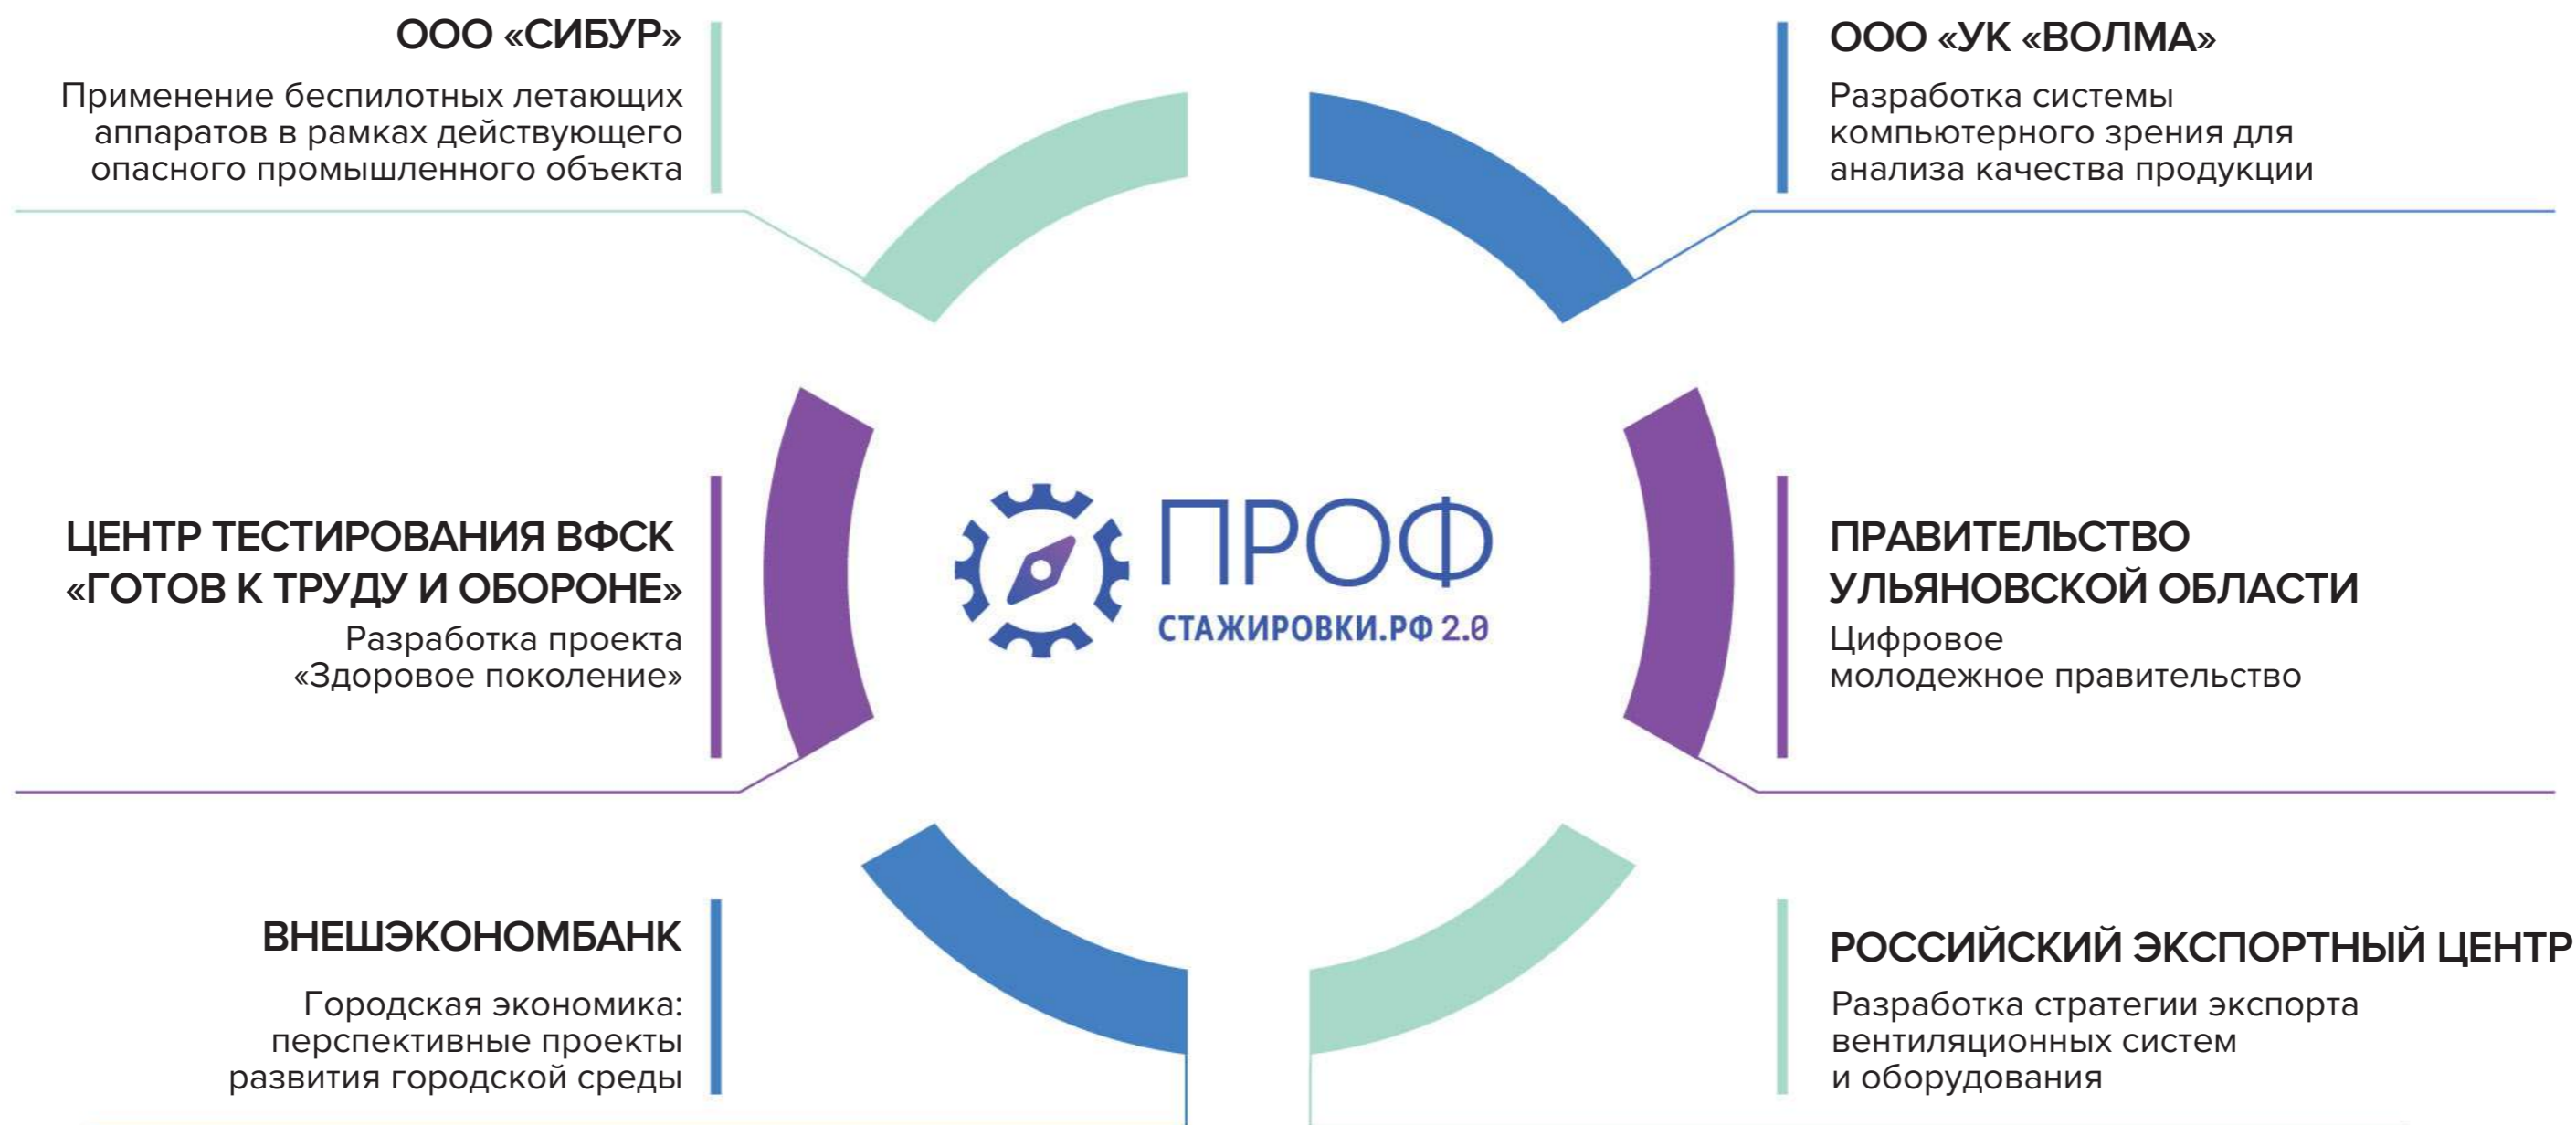 ООО «СИБУР»
Применение беспилотных летающих
аппаратов в рамках действующего
опасного промышленного объекта
ООО «УК «ВОЛМА»
Разработка системы
компьютерного зрения для
анализа качества продукции
ЦЕНТР ТЕСТИРОВАНИЯ ВФСК
«ГОТОВ К ТРУДУ И ОБОРОНЕ»
Разработка проекта
«Здоровое поколение»
ПРОФ
СТАЖИРОВКИ.РФ 2.0
ПРАВИТЕЛЬСТВО
УЛЬЯНОВСКОЙ ОБЛАСТИ
Цифровое
молодежное правительство
ВНЕШЭКОНОМБАНК
Городская экономика:
перспективные проекты
развития городской среды
РОССИЙСКИЙ ЭКСПОРТНЫЙ ЦЕНТР
Разработка стратегии экспорта
вентиляционных систем
и оборудования